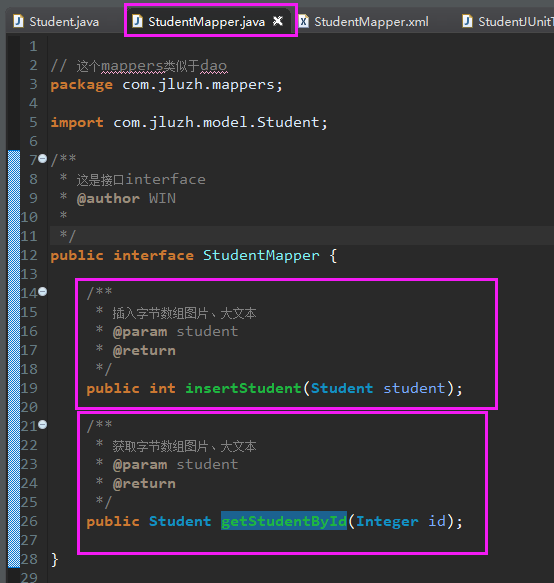 Student.java
StudentMapper.java
StudentMapper.xml
StudentJUnitT
1
2 // 这个mappers类似于dao
3 package com.jluzh.mappers;
4
5 import com.jluzh.model.Student;
6
7 /**
8 * 这是接口interface
9 * @author WIN
10 *
11 */
12 public interface StudentMapper {
13
14 /**
15 * 插入字节数组图片、大文本
16 * @param student
17 * @return
18 */
19 public int insertStudent(Student student);
20
21 /**
22 * 获取字节数组图片、大文本
23 * @param student
24 * @return
25 */
26 public Student getStudentById(Integer id);
27
28 }
29